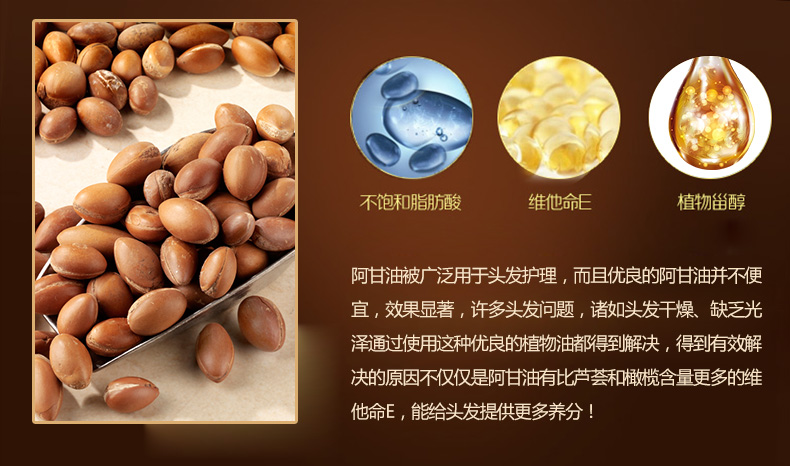 不饱和脂肪酸 维他命E 植物甾醇
阿甘油被广泛用于头发护理，而且优良的阿甘油并不便
宜，效果显著，许多头发问题，诸如头发干燥、缺乏光
泽通过使用这种优良的植物油都得到解决，得到有效解
决的原因不仅仅是阿甘油有比芦荟和橄榄含量更多的维
他命E，能给头发提供更多养分！